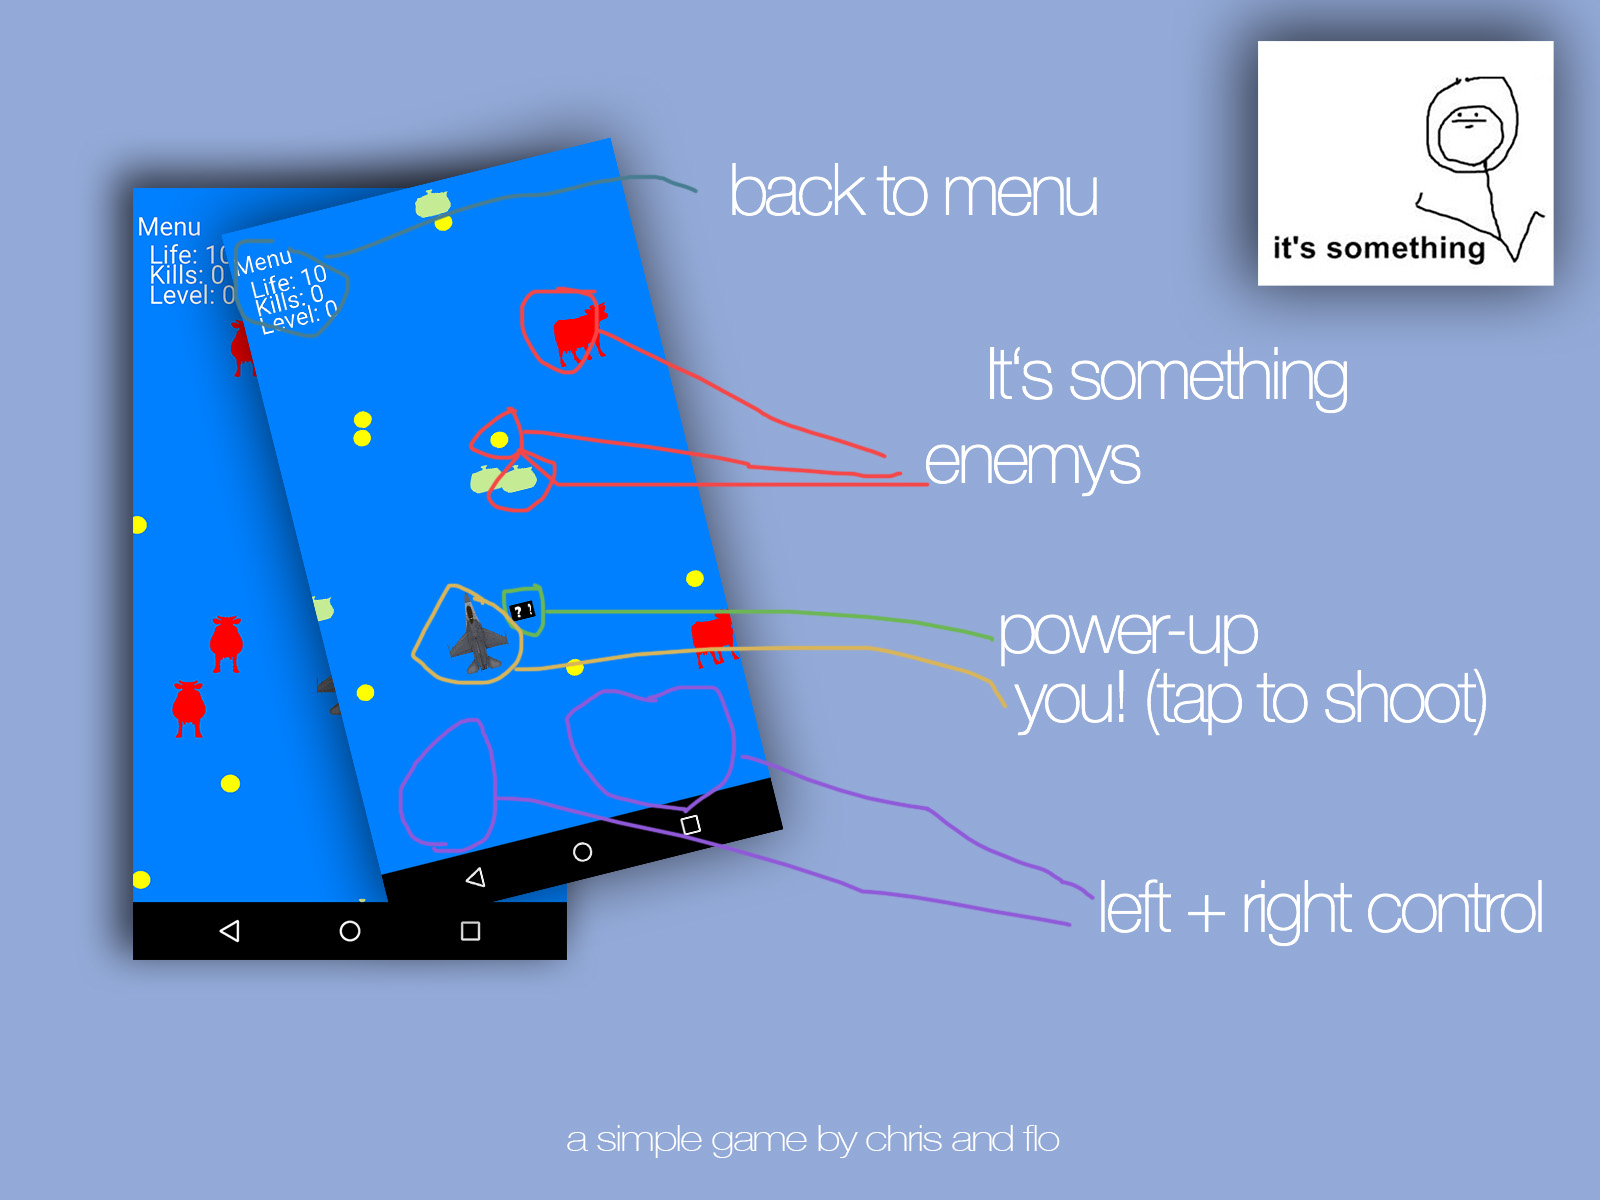 back to menu
it's something
Menu
Life: 10
Kills: 0
Level: 0
Menu
Life: 10
Kills: 0
Level: 0
It‘s something
enemys
? !
power-up
you! (tap to shoot)
left + right control
a simple game by chris and flo